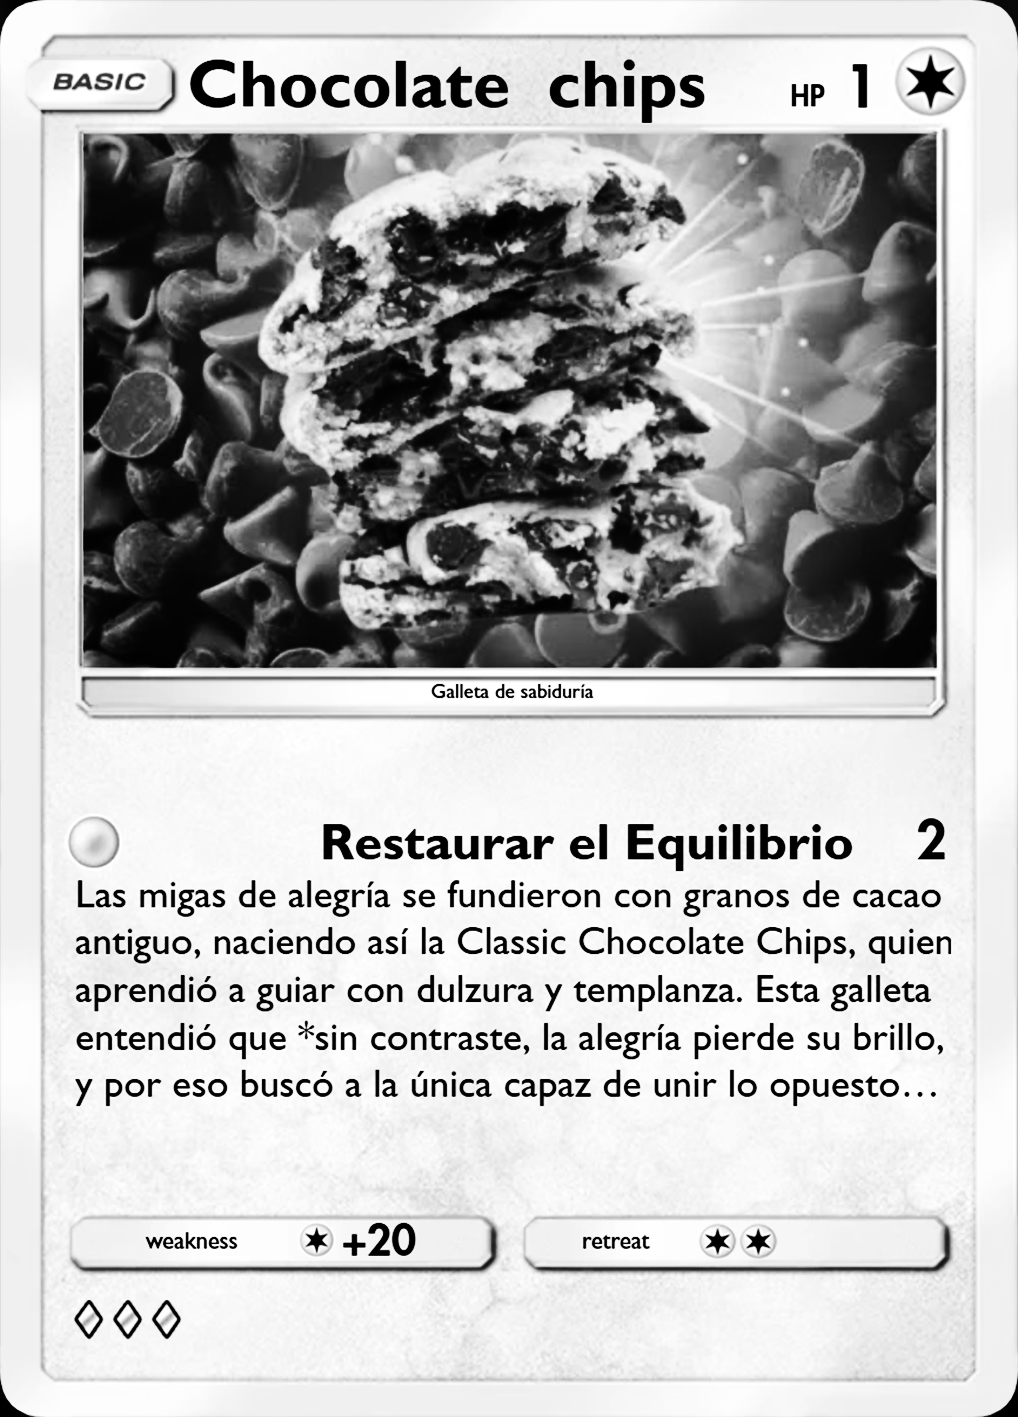 BASIC Chocolate chips HP 1
Galleta de sabiduría
Restaurar el Equilibrio 2
Las migas de alegría se fundieron con granos de cacao
antiguo, naciendo así la Classic Chocolate Chips, quien
aprendió a guiar con dulzura y templanza. Esta galleta
entendió que *sin contraste, la alegría pierde su brillo,
y por eso buscó a la única capaz de unir lo opuesto…
weakness +20 retreat